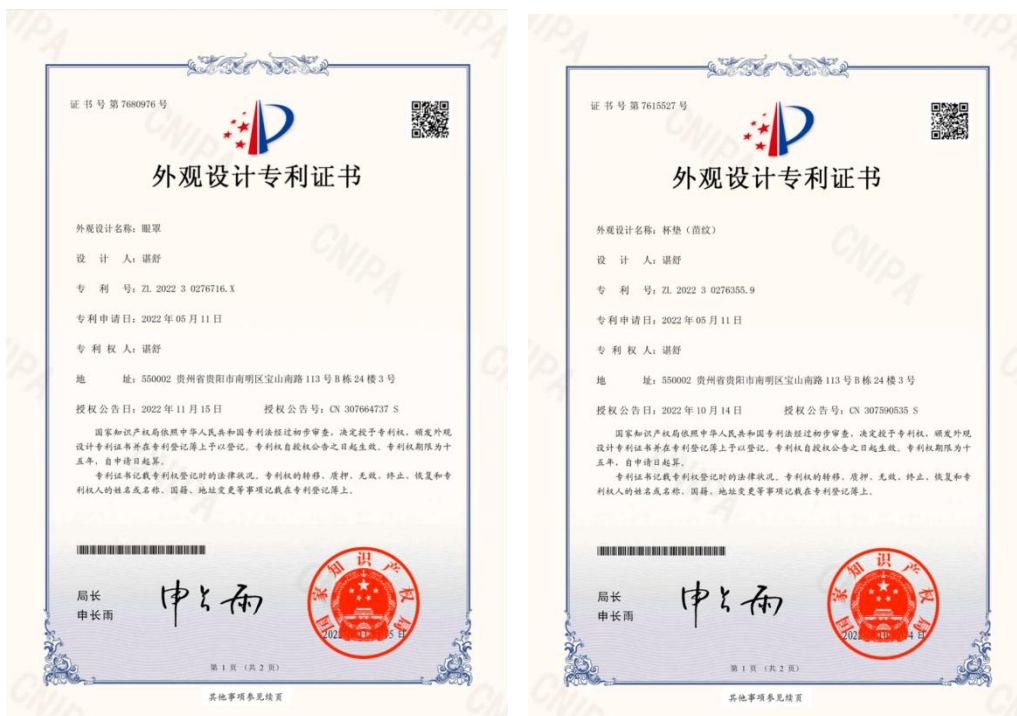 证书号第7680976号
外观设计专利证书
外观设计名称：眼罩
设计人：谌舒
专利号：ZL 2022 3 0276716.X
专利申请日：2022年05月11日
专利权人：谌舒
地址：550002 贵州省贵阳市南明区宝山南路113号B栋24楼3号
授权公告日：2022年11月15日 授权公告号：CN 307664737 S
国家知识产权局依照中华人民共和国专利法经过初步审查，决定授予专利权，颁发外观
设计专利证书并在专利登记簿上予以登记。专利权自授权公告之日起生效。专利权期限为十
五年，自申请日起算。
专利证书记载专利权登记时的法律状况。专利权的转移、质押、无效、终止、恢复和专
利权人的姓名或名称、国籍、地址变更等事项记载在专利登记簿上。
局长
申长雨
申长雨
国家知识产权局
第 1 页 （共 2 页）
其他事项参见续页
证书号第7615527号
外观设计专利证书
外观设计名称：杯垫（苗纹）
设计人：谌舒
专利号：ZL 2022 3 0276355.9
专利申请日：2022年05月11日
专利权人：谌舒
地址：550002 贵州省贵阳市南明区宝山南路113号B栋24楼3号
授权公告日：2022年10月14日 授权公告号：CN 307590535 S
国家知识产权局依照中华人民共和国专利法经过初步审查，决定授予专利权，颁发外观
设计专利证书并在专利登记簿上予以登记。专利权自授权公告之日起生效。专利权期限为十
五年，自申请日起算。
专利证书记载专利权登记时的法律状况。专利权的转移、质押、无效、终止、恢复和专
利权人的姓名或名称、国籍、地址变更等事项记载在专利登记簿上。
局长
申长雨
申长雨
国家知识产权局
第 1 页 （共 2 页）
其他事项参见续页
CNIPA
CNIPA